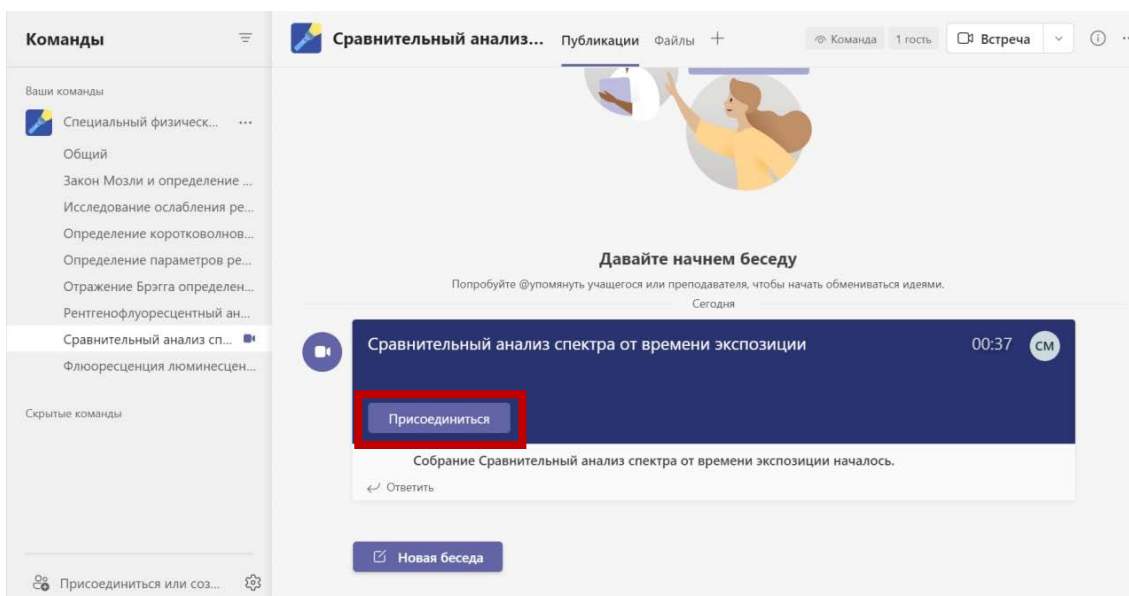 Команды
Сравнительный анализ...
Публикации
Файлы
Команда
1 гость
Встреча
Ваши команды
Специальный физическ...
Общий
Закон Мозли и определение ...
Исследование ослабления ре...
Определение коротковолнов...
Определение параметров ре...
Отражение Брэгга определен...
Рентгенофлуоресцентный ан...
Сравнительный анализ сп...
Флюоресценция люминесцен...
Скрытые команды
Присоединиться или соз...
Давайте начнем беседу
Попробуйте @упомянуть учащегося или преподавателя, чтобы начать обмениваться идеями.
Сегодня
Сравнительный анализ спектра от времени экспозиции
00:37
СМ
Присоединиться
Собрание Сравнительный анализ спектра от времени экспозиции началось.
Ответить
Новая беседа